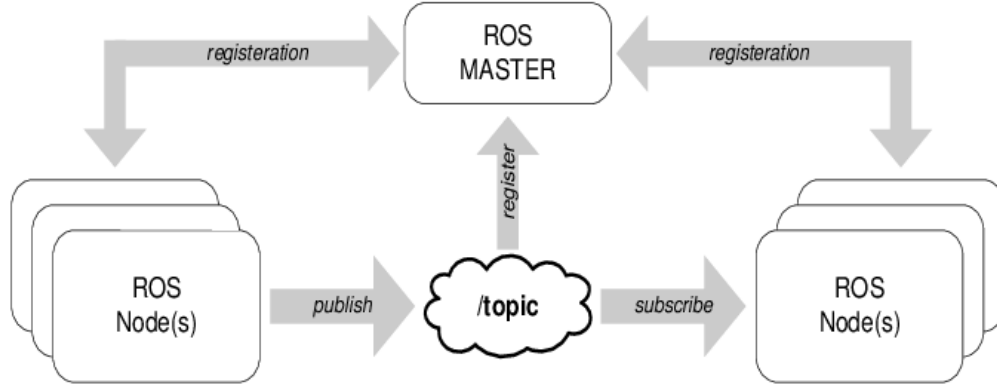 registeration
ROS
MASTER
registeration
register
ROS
Node(s)
publish
/topic
subscribe
ROS
Node(s)